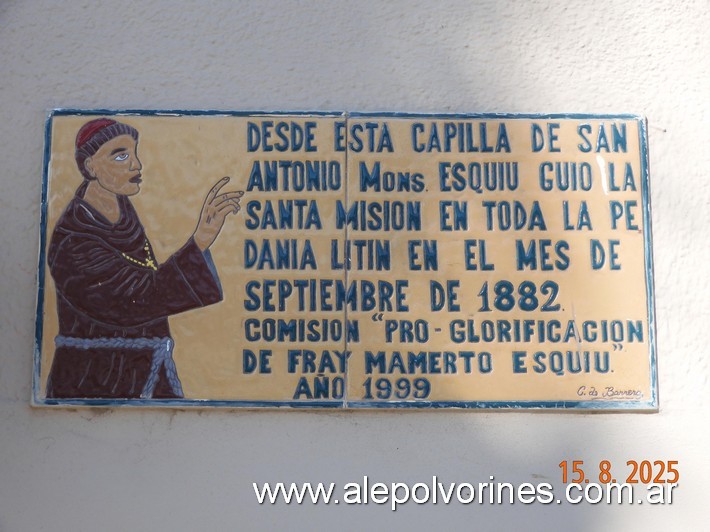 DESDE ESTA CAPILLA DE SAN
ANTONIO MONS. ESQUIU GUIO LA
SANTA MISION EN TODA LA PE
DANIA LITIN EN EL MES DE
SEPTIEMBRE DE 1882.
COMISION "PRO-GLORIFICACION
DE FRAY MAMERTO ESQUIU."
AÑO 1999
15. 8. 2025
www.alepolvorines.com.ar